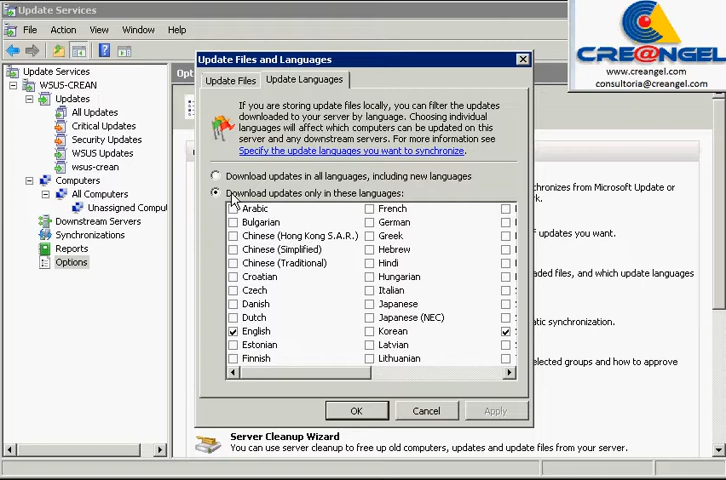 Update Services
File Action View Window Help
CRE@NGEL
www.creangel.com
consultoria@creangel.com
Update Services
WSUS-CREAN
Updates
All Updates
Critical Updates
Security Updates
WSUS Updates
wsus-crean
Computers
All Computers
Unassigned Compu
Downstream Servers
Synchronizations
Reports
Options
Opt
Update Files and Languages
Update Files Update Languages
If you are storing update files locally, you can filter the updates
downloaded to your server by language. Choosing individual
languages will affect which computers can be updated on this
server and any downstream servers. For more information see
Specify the update languages you want to synchronize.
Download updates in all languages, including new languages
Download updates only in these languages:
Arabic French
Bulgarian German
Chinese (Hong Kong S.A.R.) Greek
Chinese (Simplified) Hebrew
Chinese (Traditional) Hindi
Croatian Hungarian
Czech Italian
Danish Japanese
Dutch Japanese (NEC)
English Korean
Estonian Latvian
Finnish Lithuanian
OK Cancel Apply
chronizes from Microsoft Update or
rk.
of updates you want.
aded files, and which update languages
atic synchronization.
elected groups and how to approve
Server Cleanup Wizard
You can use server cleanup to free up old computers, updates and update files from your server.